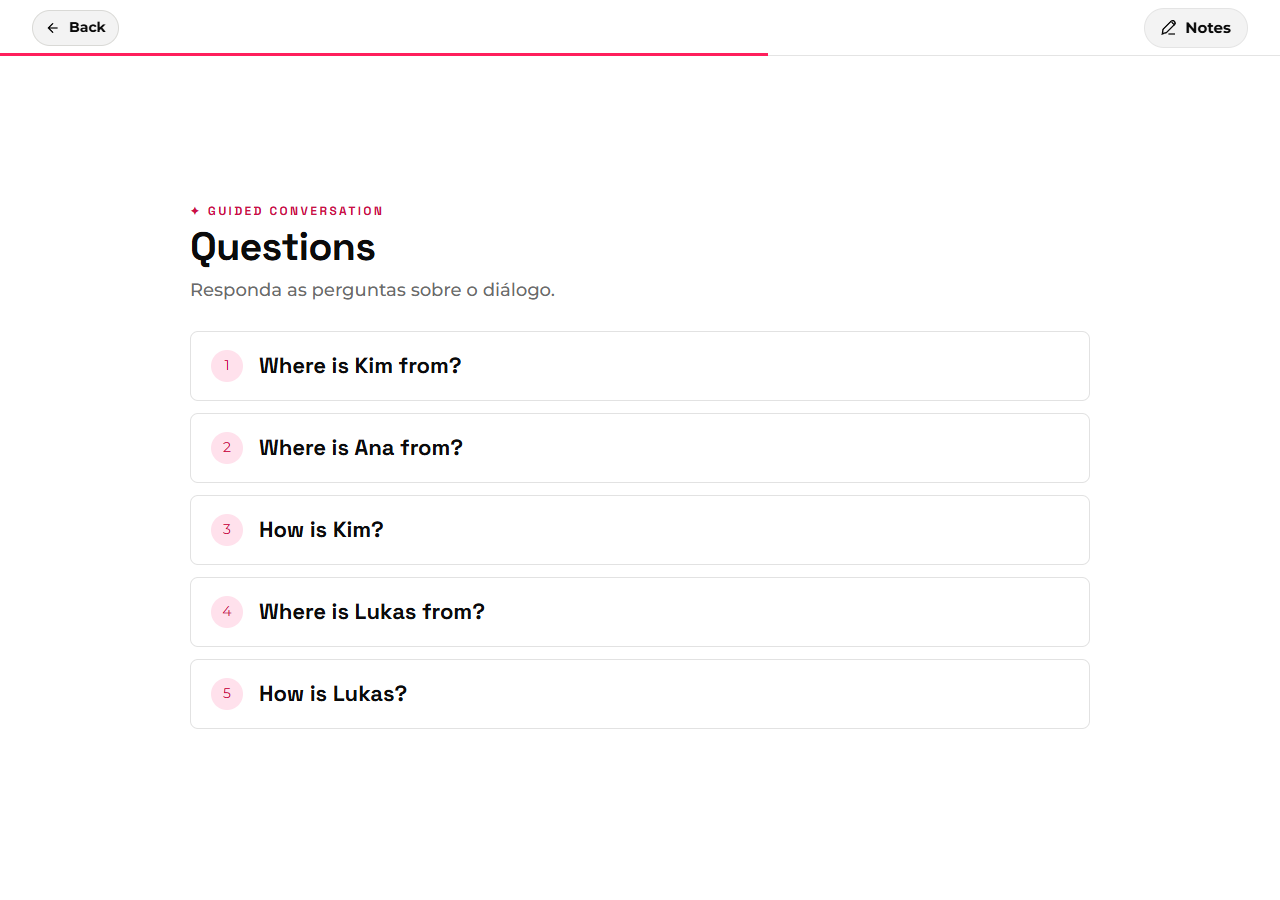 Back
Notes
✦ GUIDED CONVERSATION
Questions
Responda as perguntas sobre o diálogo.
1 Where is Kim from?
2 Where is Ana from?
3 How is Kim?
4 Where is Lukas from?
5 How is Lukas?